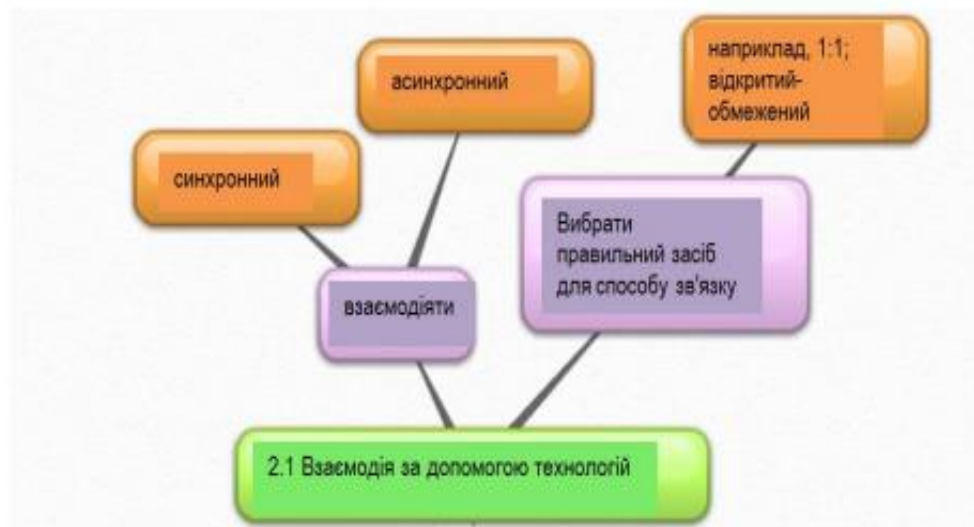 асинхронний
наприклад, 1:1;
відкритий-
обмежений
синхронний
Вибрати
правильний засіб
для способу зв'язку
взаємодіяти
2.1 Взаємодія за допомогою технологій